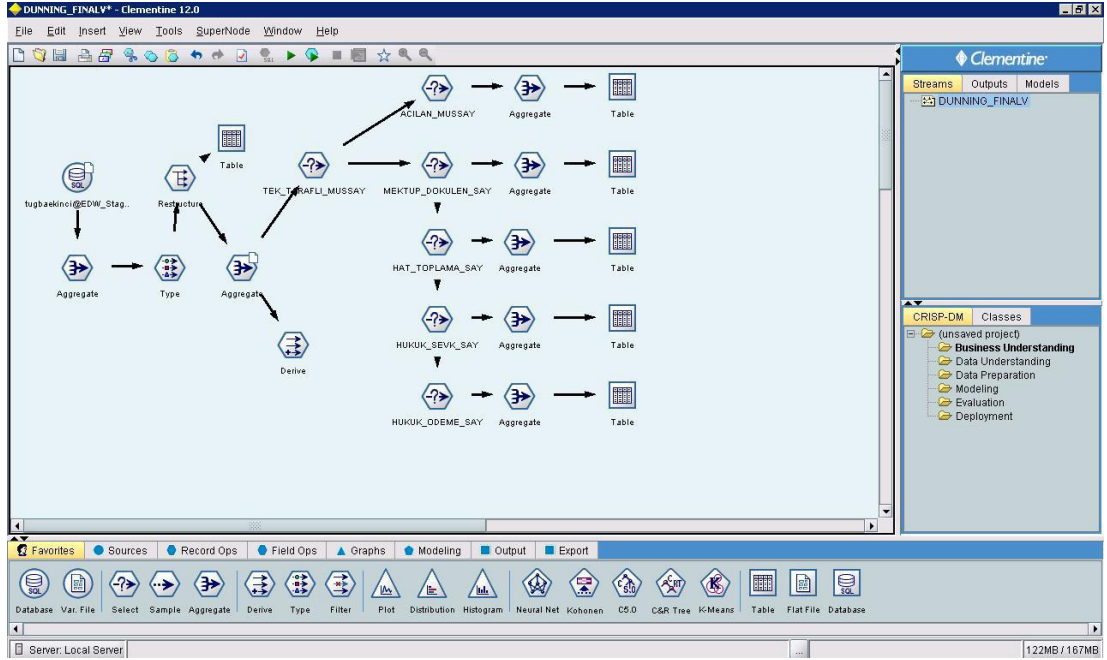 DUNNING_FINALV* - Clementine 12.0
File Edit Insert View Tools SuperNode Window Help
Clementine
Streams Outputs Models
DUNNING_FINALV
ACILAN_MUSSAY Aggregate Table
Table
TEK_TARAFLI_MUSSAY MEKTUP_DOKULEN_SAY Aggregate Table
SQL
tugbaekinci@EDW_Stag..
Restructure
HAT_TOPLAMA_SAY Aggregate Table
Aggregate Type Aggregate
HUKUK_SEVK_SAY Aggregate Table
Derive
HUKUK_ODEME_SAY Aggregate Table
CRISP-DM Classes
(unsaved project)
Business Understanding
Data Understanding
Data Preparation
Modeling
Evaluation
Deployment
Favorites Sources Record Ops Field Ops Graphs Modeling Output Export
Database Var. File Select Sample Aggregate Derive Type Filter Plot Distribution Histogram Neural Net Kohonen C5.0 C&R Tree K-Means Table Flat File Database
Server: Local Server ... 122MB / 167MB